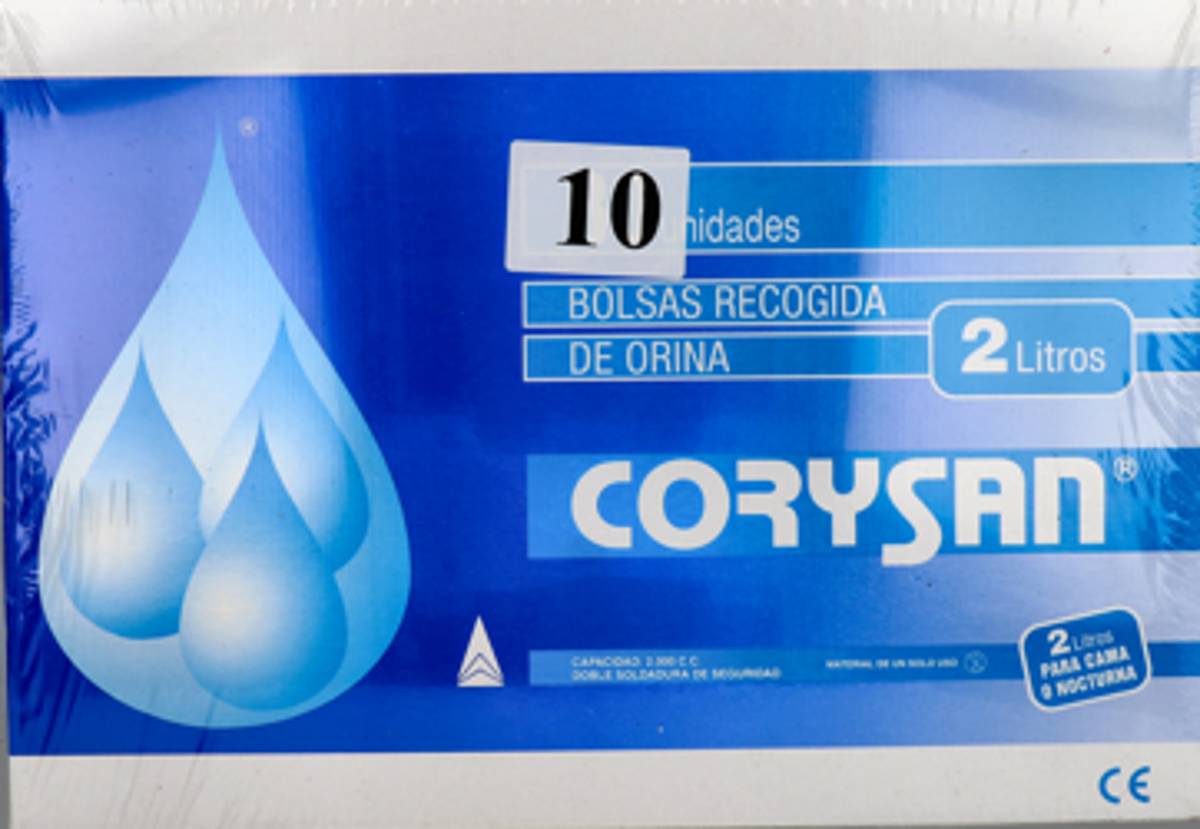 10 unidades
BOLSAS RECOGIDA
DE ORINA
2 Litros
CORYSAN®
CAPACIDAD 2.000 C.C.
DOBLE SOLDADURA DE SEGURIDAD
MATERIAL DE UN SOLO USO
2 Litros
PARA CAMA
O NOCTURNA
CE